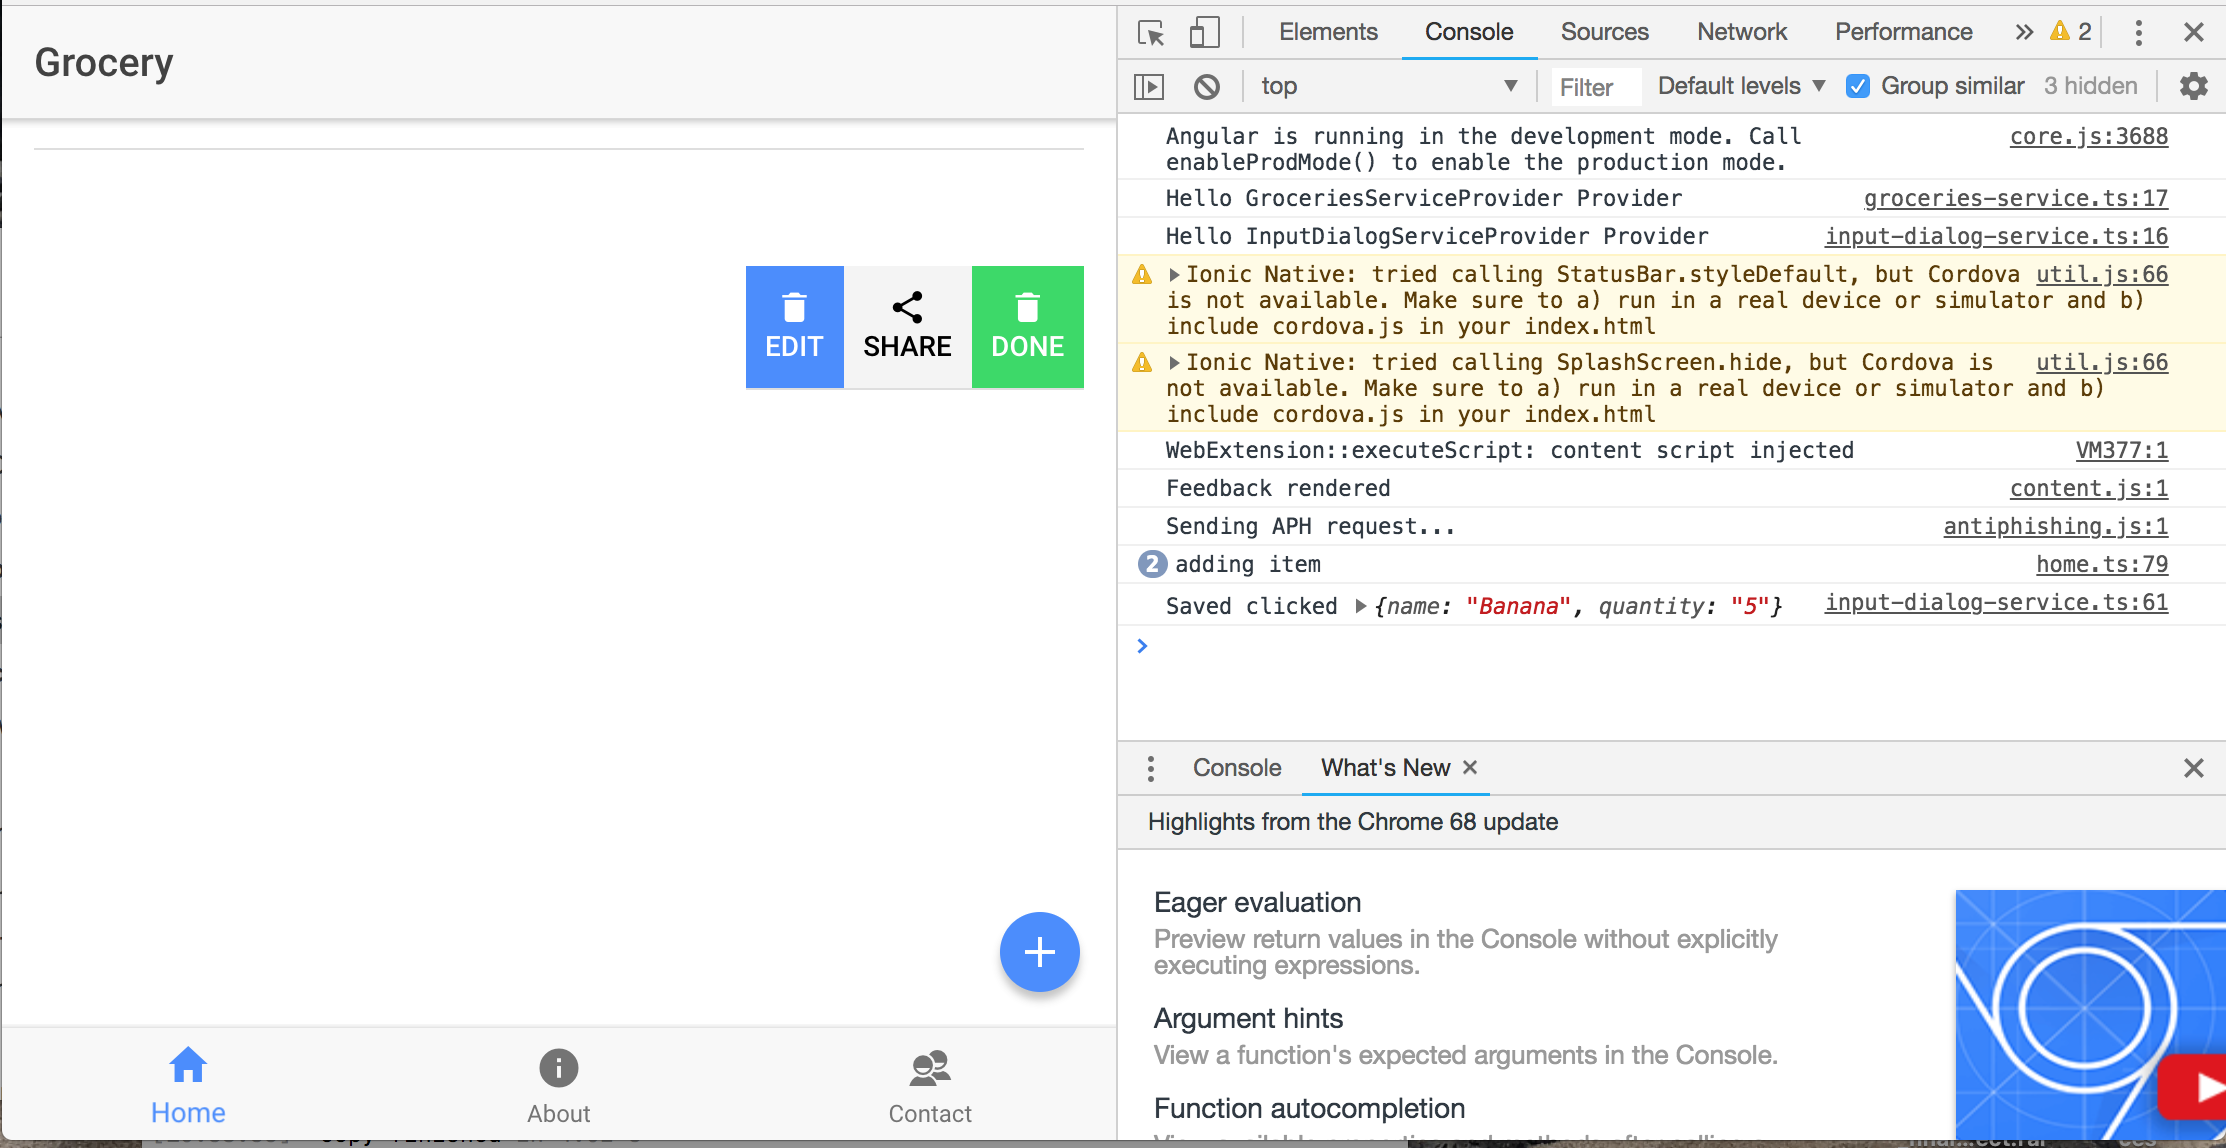 Grocery
EDIT
SHARE
DONE
Home
About
Contact
Elements
Console
Sources
Network
Performance
2
top
Filter
Default levels
Group similar
3 hidden
Angular is running in the development mode. Call core.js:3688
enableProdMode() to enable the production mode.
Hello GroceriesServiceProvider Provider groceries-service.ts:17
Hello InputDialogServiceProvider Provider input-dialog-service.ts:16
Ionic Native: tried calling StatusBar.styleDefault, but Cordova util.js:66
is not available. Make sure to a) run in a real device or simulator and b)
include cordova.js in your index.html
Ionic Native: tried calling SplashScreen.hide, but Cordova is util.js:66
not available. Make sure to a) run in a real device or simulator and b)
include cordova.js in your index.html
WebExtension::executeScript: content script injected VM377:1
Feedback rendered content.js:1
Sending APH request... antiphishing.js:1
2 adding item home.ts:79
Saved clicked {name: "Banana", quantity: "5"} input-dialog-service.ts:61
Console
What's New
Highlights from the Chrome 68 update
Eager evaluation
Preview return values in the Console without explicitly
executing expressions.
Argument hints
View a function's expected arguments in the Console.
Function autocompletion